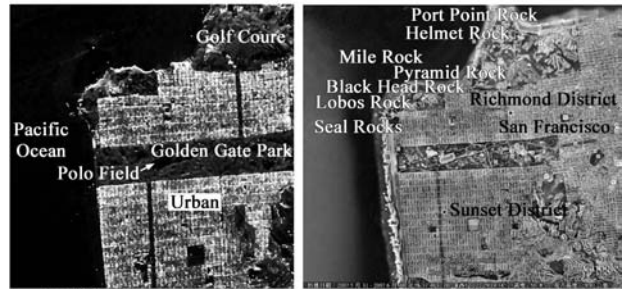 Golf Coure
Pacific
Ocean
Golden Gate Park
Polo Field
Urban
Port Point Rock
Helmet Rock
Mile Rock
Pyramid Rock
Black Head Rock
Lobos Rock
Richmond District
Seal Rocks
San Francisco
Sunset District